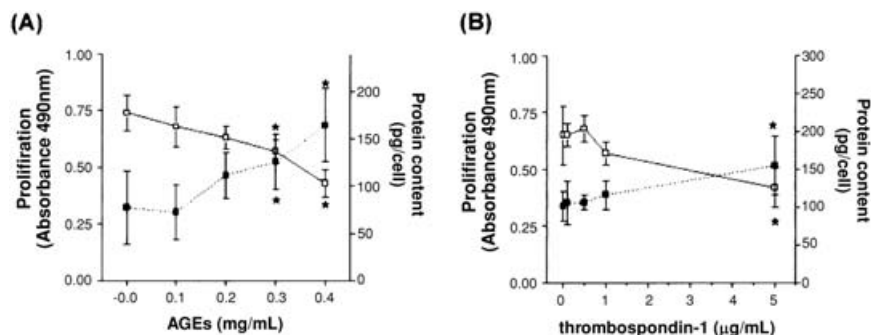 (A)
Prolifiration
(Absorbance 490nm)
1.00
0.75
0.50
0.25
0.00
-0.0 0.1 0.2 0.3 0.4
AGEs (mg/mL)
200
150
100
50
0
Protein content
(pg/cell)
(B)
Prolifiration
(Absorbance 490nm)
1.00
0.75
0.50
0.25
0.00
0 1 2 3 4 5
thrombospondin-1 (μg/mL)
300
250
200
150
100
50
0
Protein content
(pg/cell)